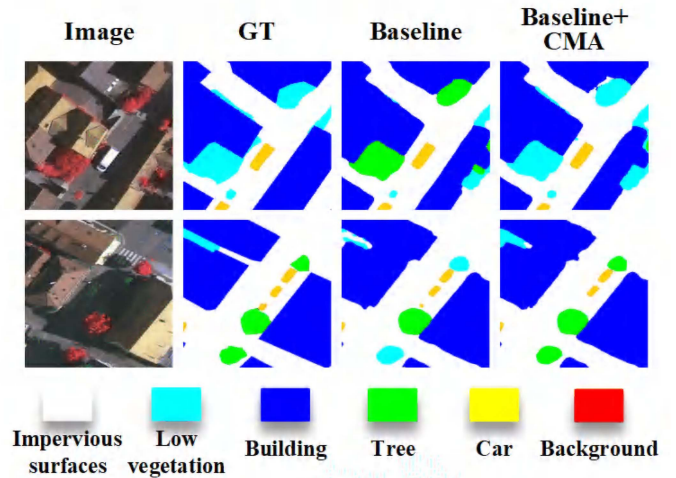 Image GT Baseline Baseline+
CMA
Impervious
surfaces
Low
vegetation
Building
Tree
Car
Background